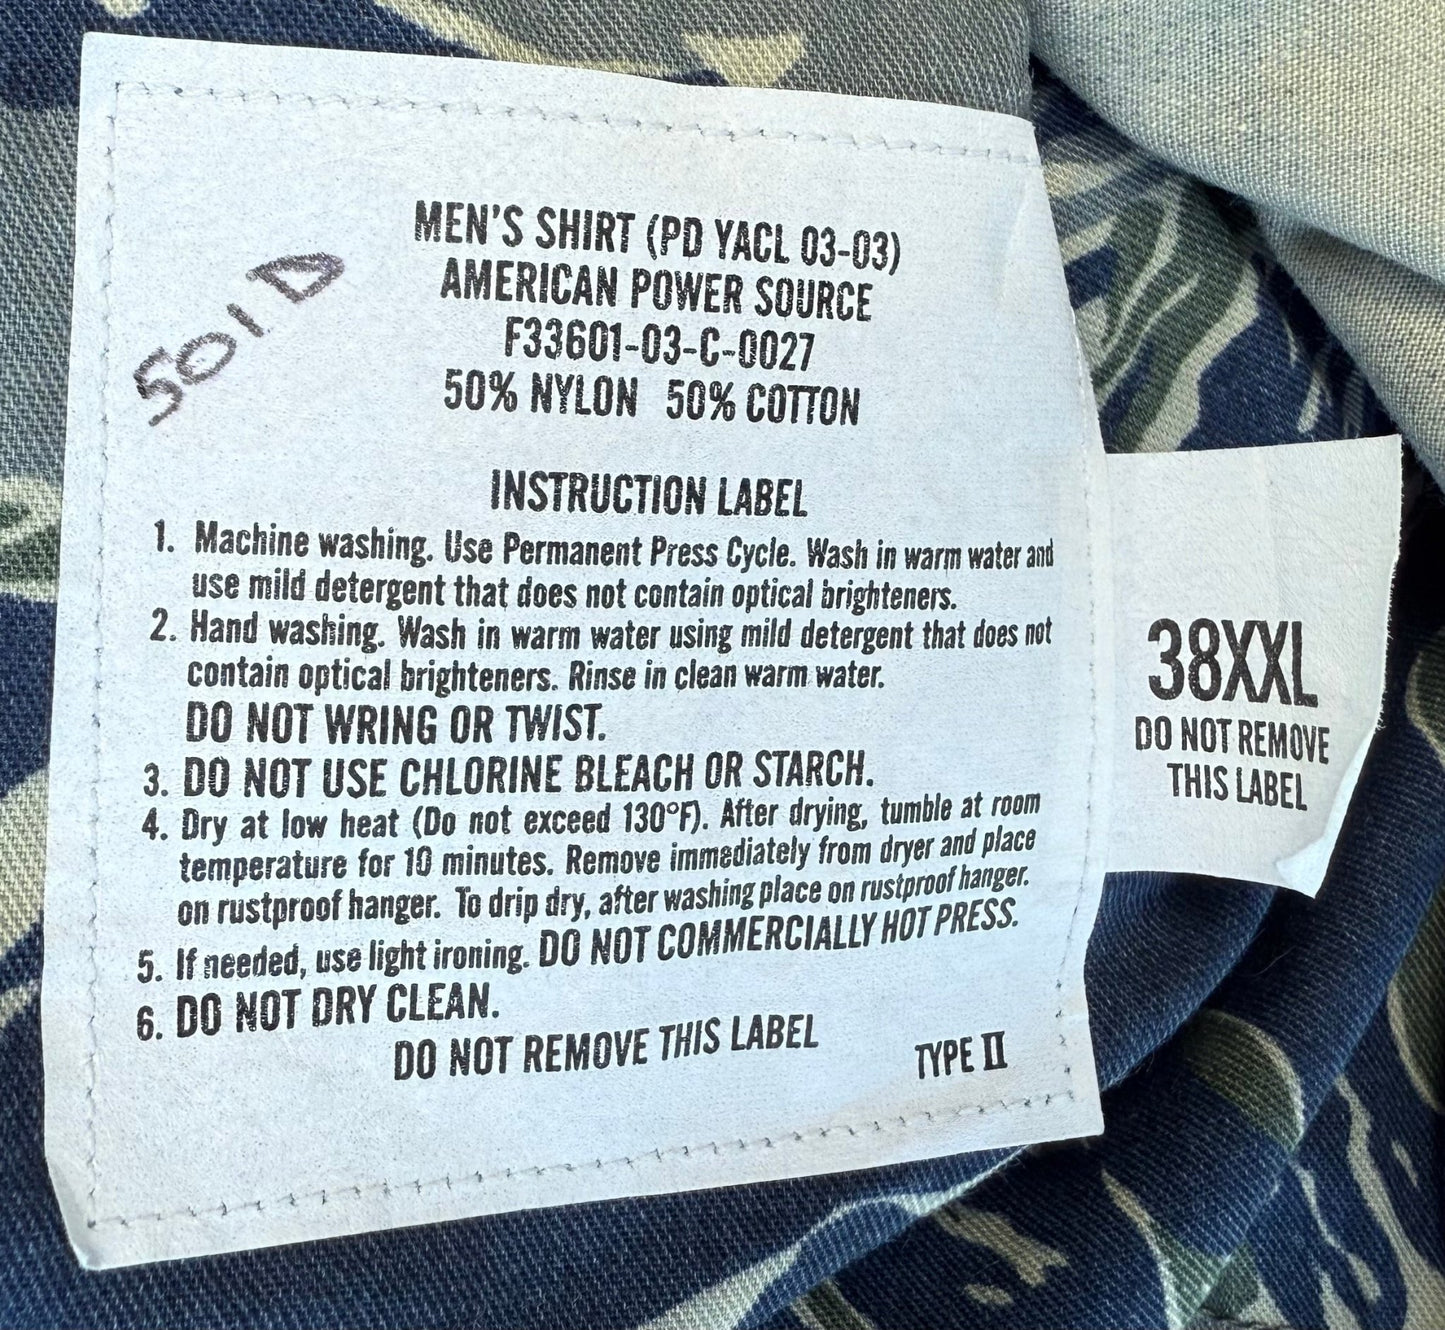 SOID
MEN'S SHIRT (PD YACL 03-03)
AMERICAN POWER SOURCE
F33601-03-C-0027
50% NYLON 50% COTTON
INSTRUCTION LABEL
1. Machine washing. Use Permanent Press Cycle. Wash in warm water and
use mild detergent that does not contain optical brighteners.
2. Hand washing. Wash in warm water using mild detergent that does not
contain optical brighteners. Rinse in clean warm water.
DO NOT WRING OR TWIST.
3. DO NOT USE CHLORINE BLEACH OR STARCH.
4. Dry at low heat (Do not exceed 130°F). After drying, tumble at room
temperature for 10 minutes. Remove immediately from dryer and place
on rustproof hanger. To drip dry, after washing place on rustproof hanger.
5. If needed, use light ironing. DO NOT COMMERCIALLY HOT PRESS.
6. DO NOT DRY CLEAN.
DO NOT REMOVE THIS LABEL
TYPE II
38XXL
DO NOT REMOVE
THIS LABEL